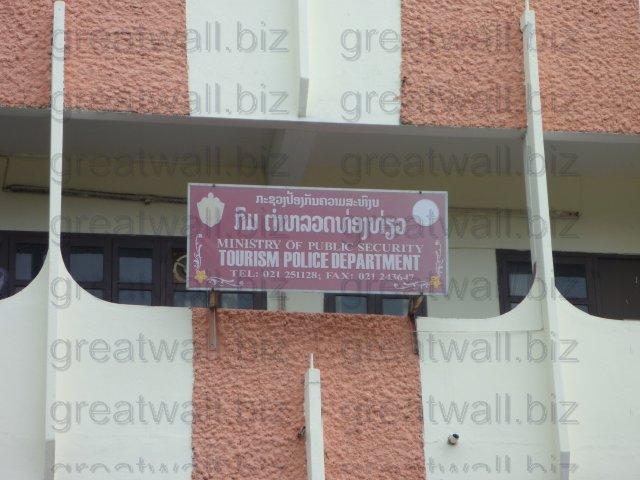 ກະຊວງປ້ອງກັນຄວາມສະຫງົບ
ກົມ ຕຳຫລວດທ່ອງທ່ຽວ
MINISTRY OF PUBLIC SECURITY
TOURISM POLICE DEPARTMENT
TEL: 021 251128; FAX: 021 243647
greatwall.biz